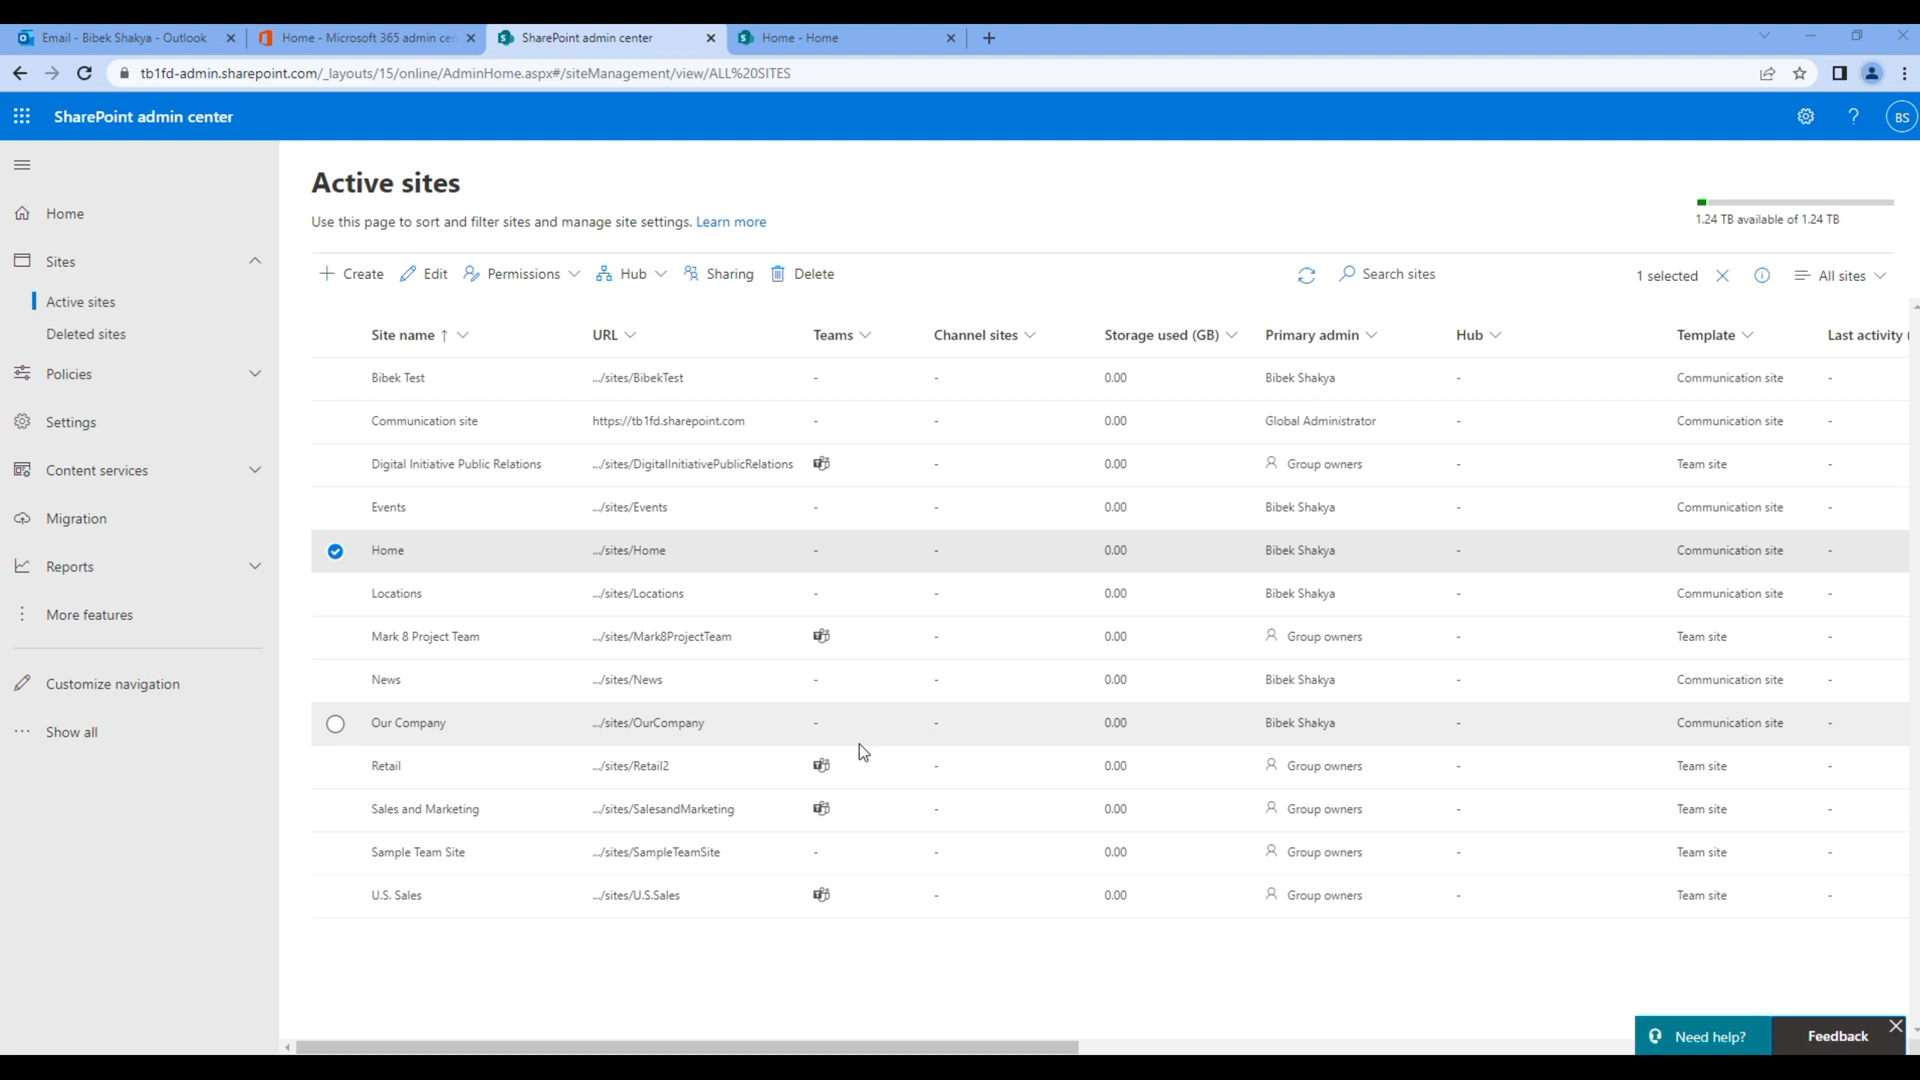 Email - Bibek Shakya - Outlook
Home - Microsoft 365 admin cen
SharePoint admin center
Home - Home
tb1fd-admin.sharepoint.com/_layouts/15/online/AdminHome.aspx#/siteManagement/view/ALL%20SITES
SharePoint admin center
BS
Home
Sites
Active sites
Deleted sites
Policies
Settings
Content services
Migration
Reports
More features
Customize navigation
Show all
Active sites
Use this page to sort and filter sites and manage site settings. Learn more
1.24 TB available of 1.24 TB
Create Edit Permissions Hub Sharing Delete Search sites 1 selected All sites
Site name ↑ URL Teams Channel sites Storage used (GB) Primary admin Hub Template Last activity (
Bibek Test .../sites/BibekTest - - 0.00 Bibek Shakya - Communication site -
Communication site https://tb1fd.sharepoint.com - - 0.00 Global Administrator - Communication site -
Digital Initiative Public Relations .../sites/DigitalInitiativePublicRelations - 0.00 Group owners - Team site -
Events .../sites/Events - - 0.00 Bibek Shakya - Communication site -
Home .../sites/Home - - 0.00 Bibek Shakya - Communication site -
Locations .../sites/Locations - - 0.00 Bibek Shakya - Communication site -
Mark 8 Project Team .../sites/Mark8ProjectTeam - 0.00 Group owners - Team site -
News .../sites/News - - 0.00 Bibek Shakya - Communication site -
Our Company .../sites/OurCompany - - 0.00 Bibek Shakya - Communication site -
Retail .../sites/Retail2 - 0.00 Group owners - Team site -
Sales and Marketing .../sites/SalesandMarketing - 0.00 Group owners - Team site -
Sample Team Site .../sites/SampleTeamSite - - 0.00 Group owners - Team site -
U.S. Sales .../sites/U.S.Sales - 0.00 Group owners - Team site -
Need help?
Feedback